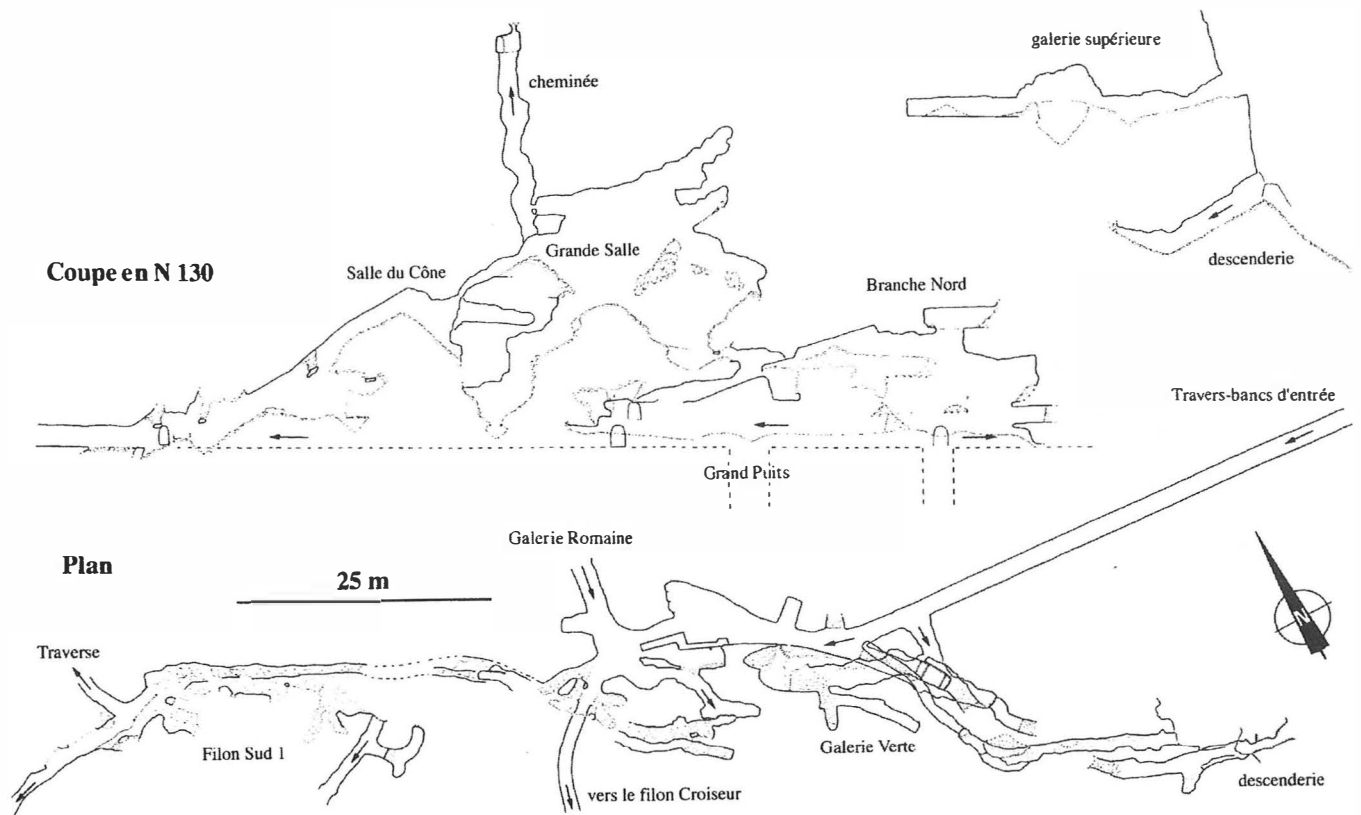 galerie supérieure
cheminée
Grande Salle
Coupe en N 130
Salle du Cône
descenderie
Branche Nord
Travers-bancs d'entrée
Grand Puits
Galerie Romaine
Plan
25 m
N
Traverse
Filon Sud 1
Galerie Verte
descenderie
vers le filon Croiseur